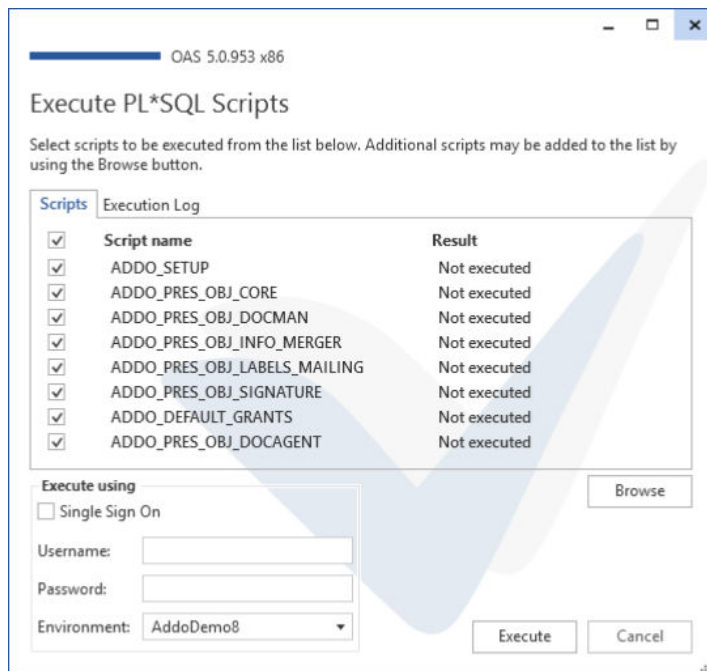 OAS 5.0.953 x86
Execute PL*SQL Scripts
Select scripts to be executed from the list below. Additional scripts may be added to the list by
using the Browse button.
Scripts Execution Log
Script name Result
ADDO_SETUP Not executed
ADDO_PRES_OBJ_CORE Not executed
ADDO_PRES_OBJ_DOCMAN Not executed
ADDO_PRES_OBJ_INFO_MERGER Not executed
ADDO_PRES_OBJ_LABELS_MAILING Not executed
ADDO_PRES_OBJ_SIGNATURE Not executed
ADDO_DEFAULT_GRANTS Not executed
ADDO_PRES_OBJ_DOCAGENT Not executed
Execute using
Browse
Single Sign On
Username:
Password:
Environment: AddoDemo8
Execute Cancel